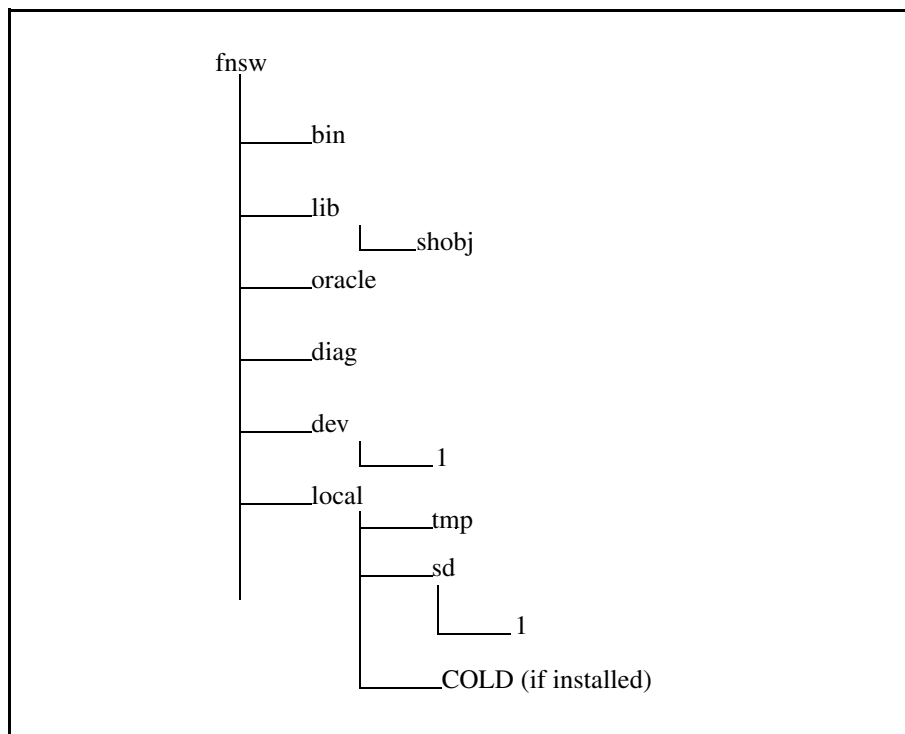 fnsw
bin
lib
shobj
oracle
diag
dev
1
local
tmp
sd
1
COLD (if installed)